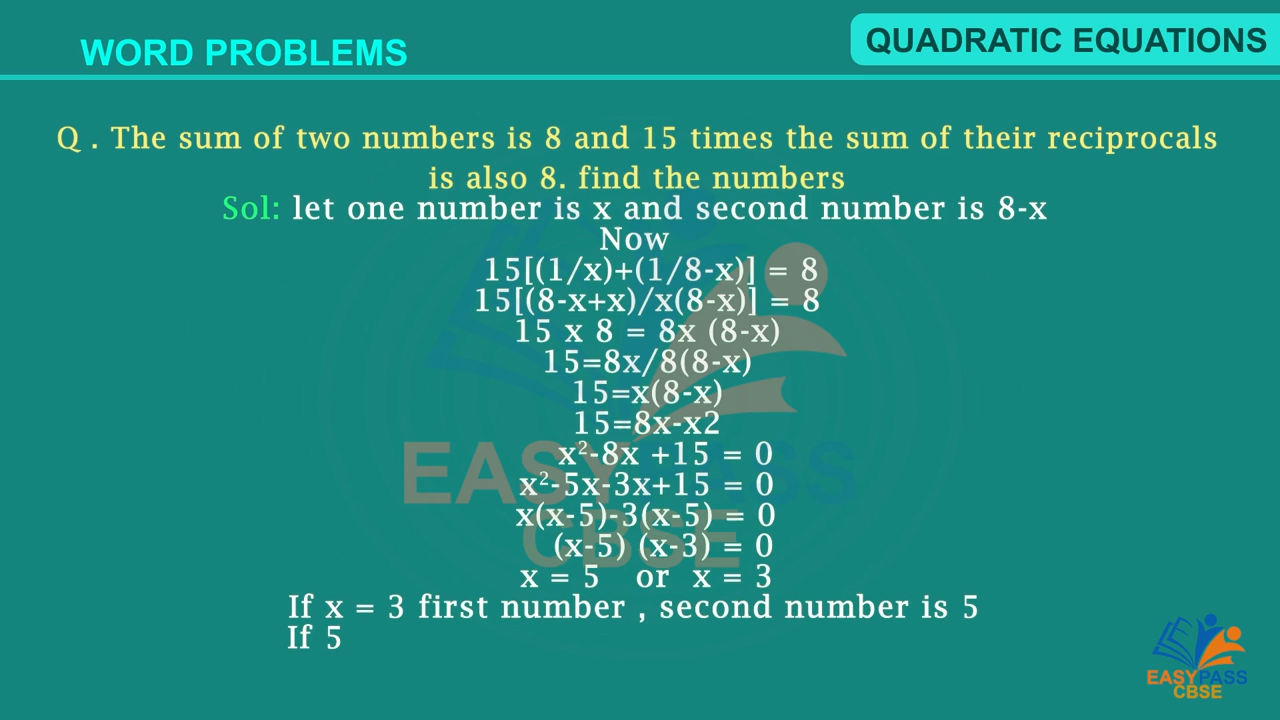 WORD PROBLEMS
QUADRATIC EQUATIONS
Q . The sum of two numbers is 8 and 15 times the sum of their reciprocals
is also 8. find the numbers
Sol: let one number is x and second number is 8-x
Now
15[(1/x)+(1/8-x)] = 8
15[(8-x+x)/x(8-x)] = 8
15 x 8 = 8x (8-x)
15=8x/8(8-x)
15=x(8-x)
15=8x-x2
x²-8x +15 = 0
x²-5x-3x+15 = 0
x(x-5)-3(x-5) = 0
(x-5) (x-3) = 0
x = 5 or x = 3
If x = 3 first number , second number is 5
If 5
EASYPASS
CBSE
EASYPASS
CBSE